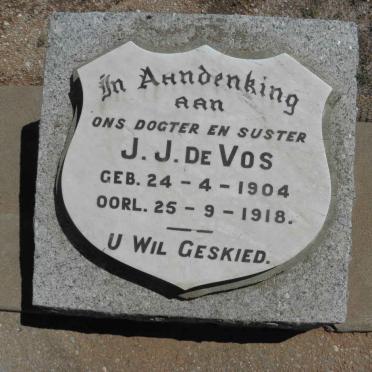 In Aandenking
AAN
ONS DOGTER EN SUSTER
J. J. DE VOS
GEB. 24 - 4 - 1904
OORL. 25 - 9 - 1918.
U WIL GESKIED.